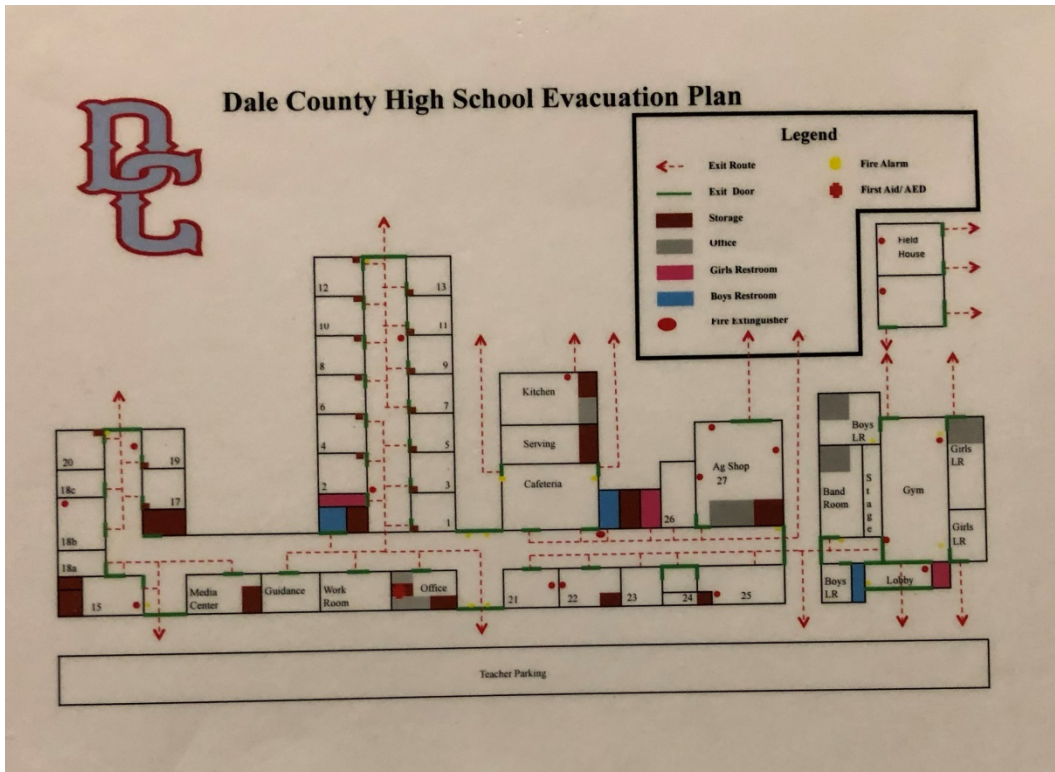 Dale County High School Evacuation Plan
DCL
Legend
Exit Route
Fire Alarm
Exit Door
First Aid/ AED
Storage
Office
Girls Restroom
Boys Restroom
Fire Extinguisher
Field
House
12
13
10
11
8
9
6
7
4
5
2
3
1
Kitchen
Serving
Cafeteria
Ag Shop
27
26
Boys
LR
Band
Room
Stage
Gym
Girls
LR
Girls
LR
Boys
LR
Lobby
20
19
18c
17
18b
18a
15
Media
Center
Guidance
Work
Room
Office
21
22
23
24
25
Teacher Parking